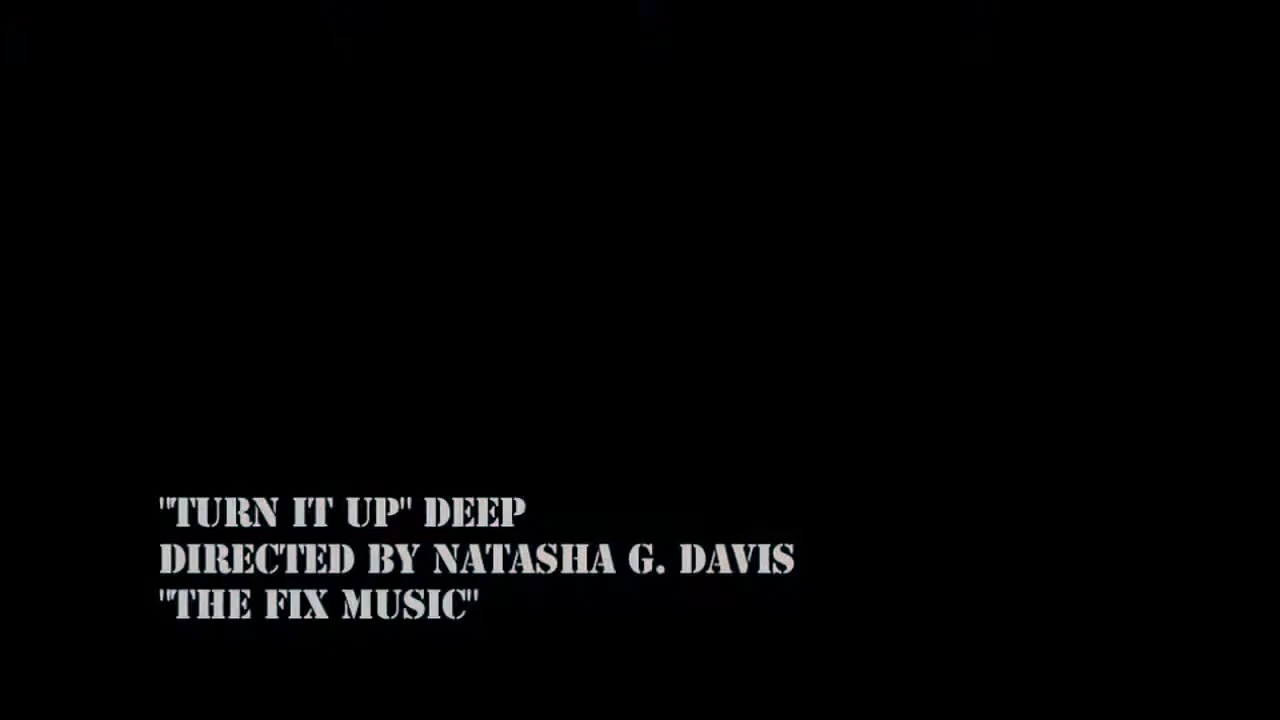 "TURN IT UP" DEEP
DIRECTED BY NATASHA G. DAVIS
"THE FIX MUSIC"